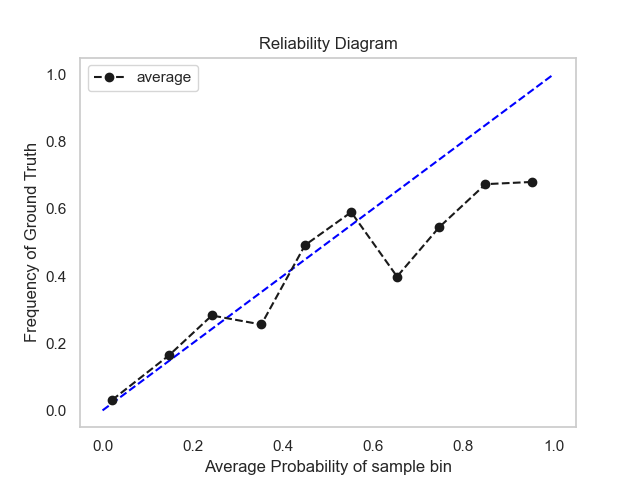 Reliability Diagram
average
Frequency of Ground Truth
1.0
0.8
0.6
0.4
0.2
0.0
0.0 0.2 0.4 0.6 0.8 1.0
Average Probability of sample bin